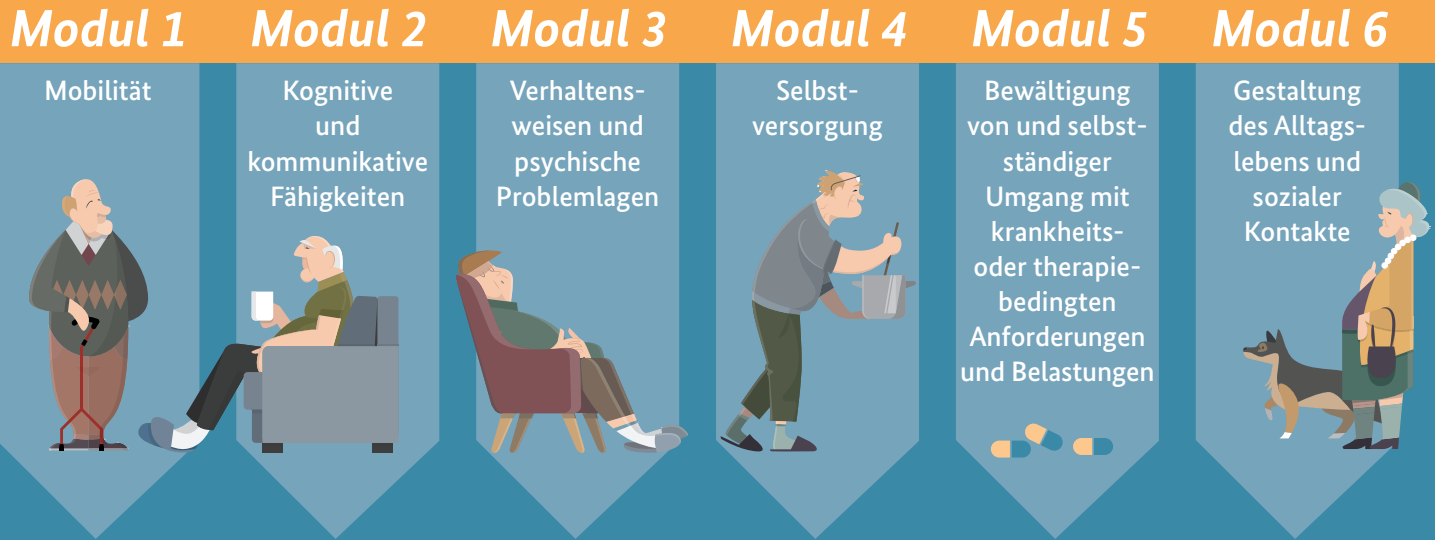 Modul 1
Mobilität
Modul 2
Kognitive
und
kommunikative
Fähigkeiten
Modul 3
Verhaltens-
weisen und
psychische
Problemlagen
Modul 4
Selbst-
versorgung
Modul 5
Bewältigung
von und selbst-
ständiger
Umgang mit
krankheits-
oder therapie-
bedingten
Anforderungen
und Belastungen
Modul 6
Gestaltung
des Alltags-
lebens und
sozialer
Kontakte